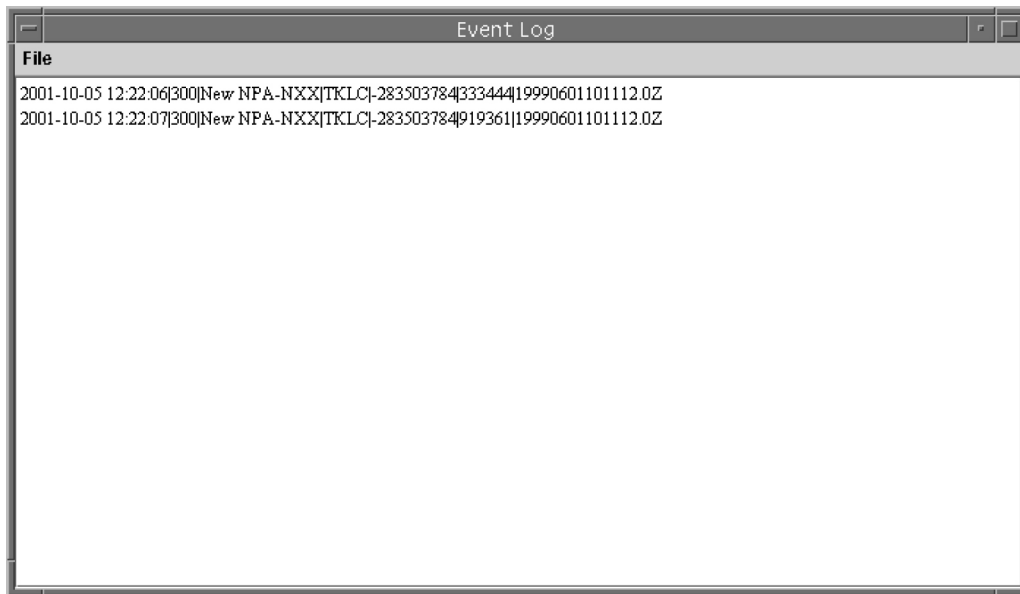 Event Log
File
2001-10-05 12:22:06|300|New NPA-NXX|TKLC|-283503784|333444|19990601101112.0Z
2001-10-05 12:22:07|300|New NPA-NXX|TKLC|-283503784|919361|19990601101112.0Z